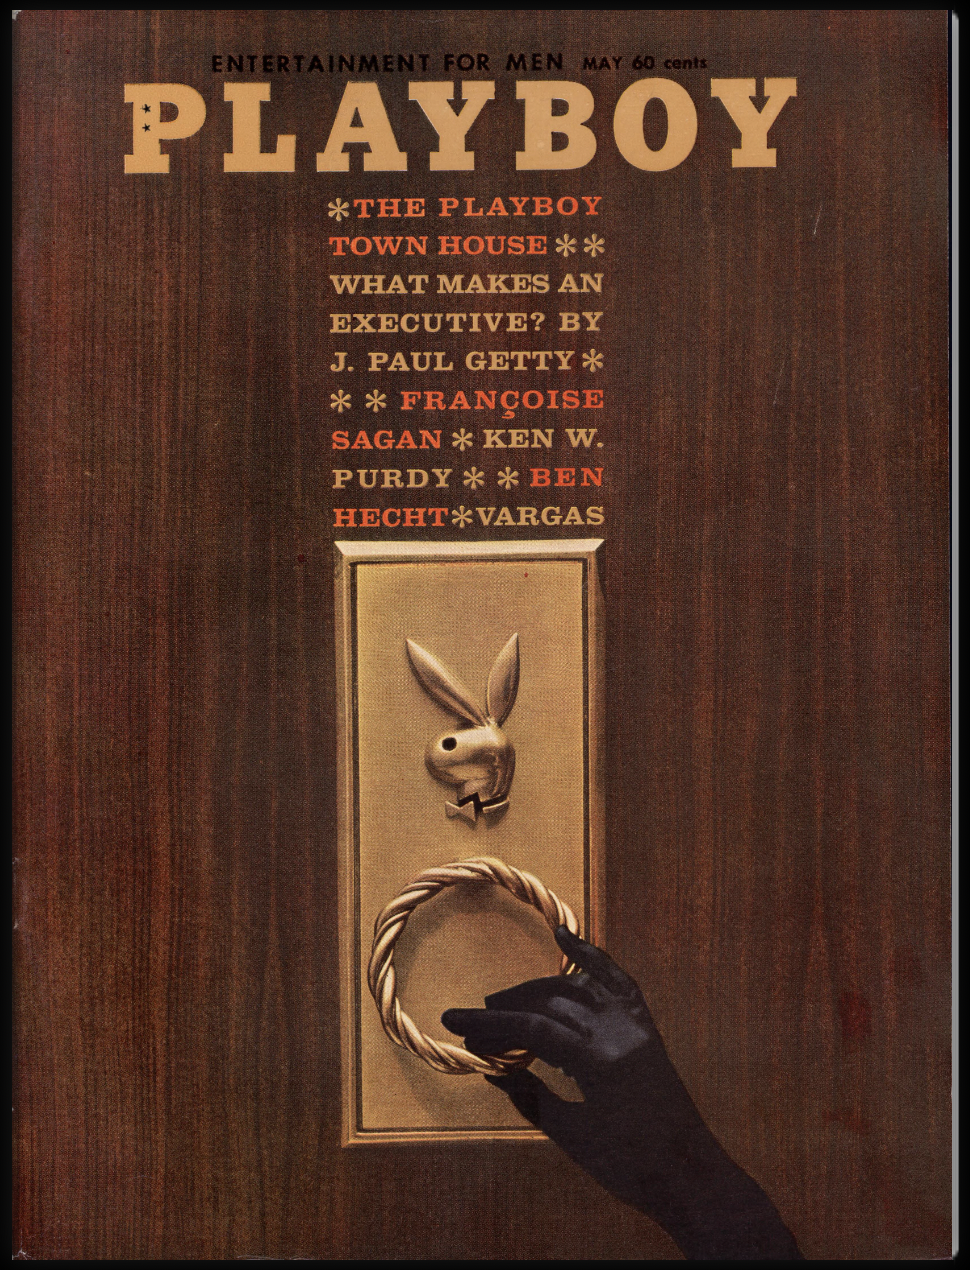 ENTERTAINMENT FOR MEN MAY 60 cents
PLAYBOY
*THE PLAYBOY
TOWN HOUSE **
WHAT MAKES AN
EXECUTIVE? BY
J. PAUL GETTY *
* * FRANÇOISE
SAGAN * KEN W.
PURDY * * BEN
HECHT*VARGAS